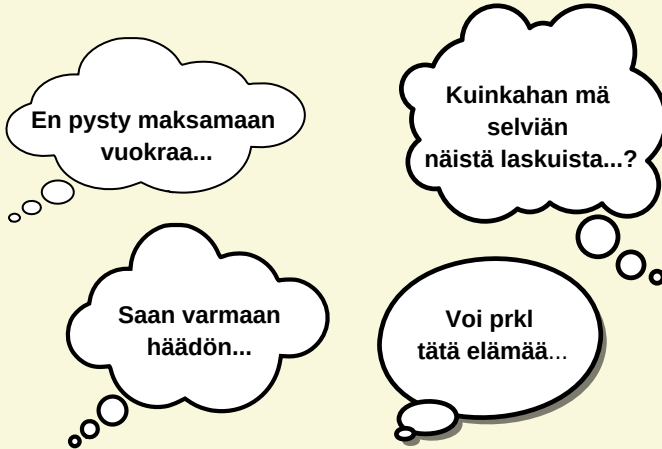 En pysty maksamaan
vuokraa...
Kuinkahan mä
selviän
näistä laskuista...?
Saan varmaan
häädön...
Voi prkl
tätä elämää...